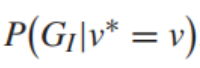 P(G_I|v* = v)